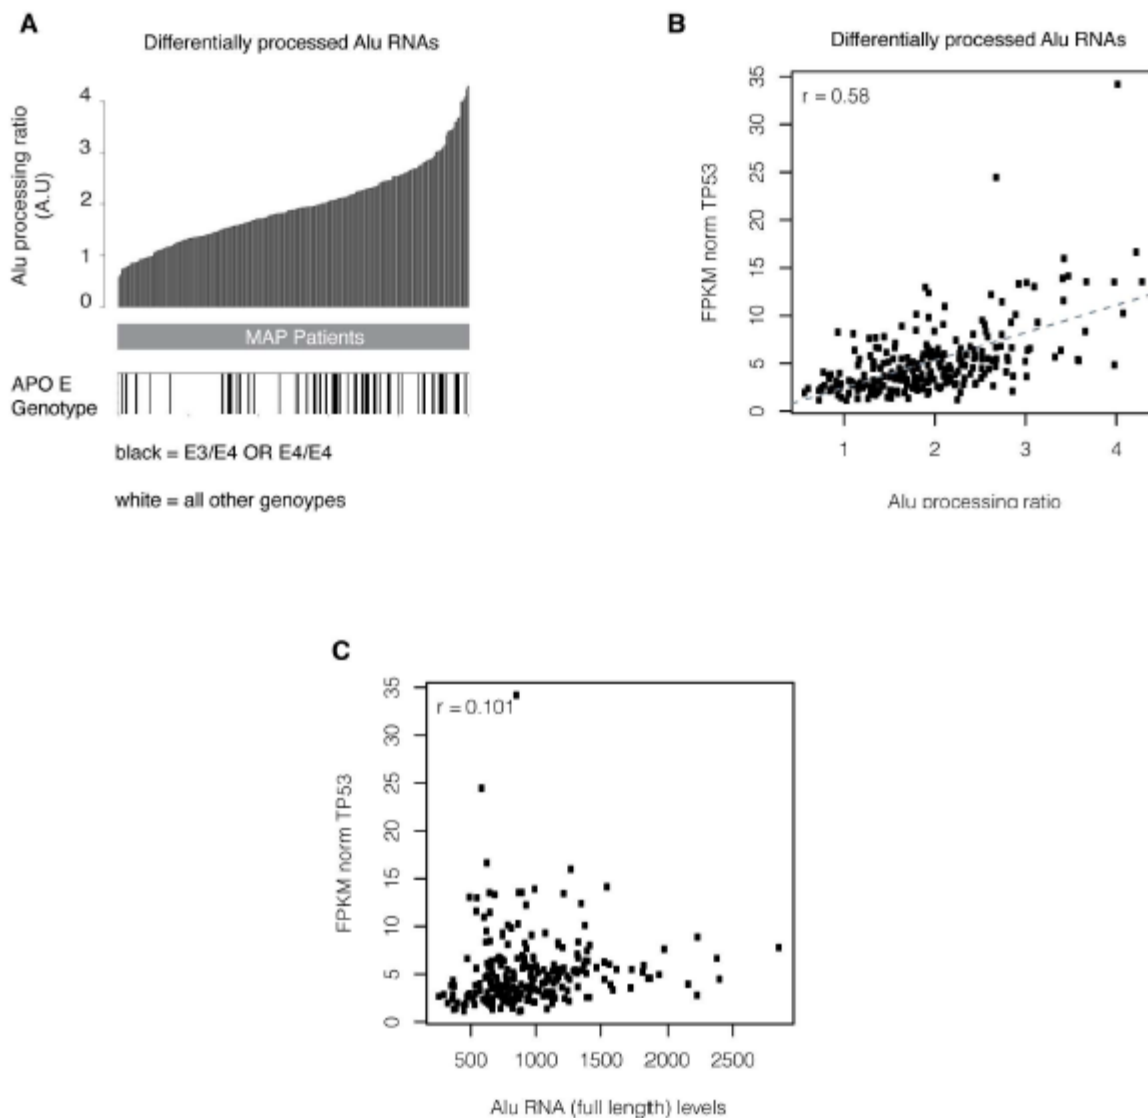 A
Differentially processed Alu RNAs
Alu processing ratio
(A.U)
4
3
2
1
0
MAP Patients
APO E
Genotype
black = E3/E4 OR E4/E4
white = all other genoypes
B
Differentially processed Alu RNAs
r = 0.58
FPKM norm TP53
35
30
25
20
15
10
5
0
1 2 3 4
Alu processing ratio
C
r = 0.101
FPKM norm TP53
35
30
25
20
15
10
5
0
500 1000 1500 2000 2500
Alu RNA (full length) levels